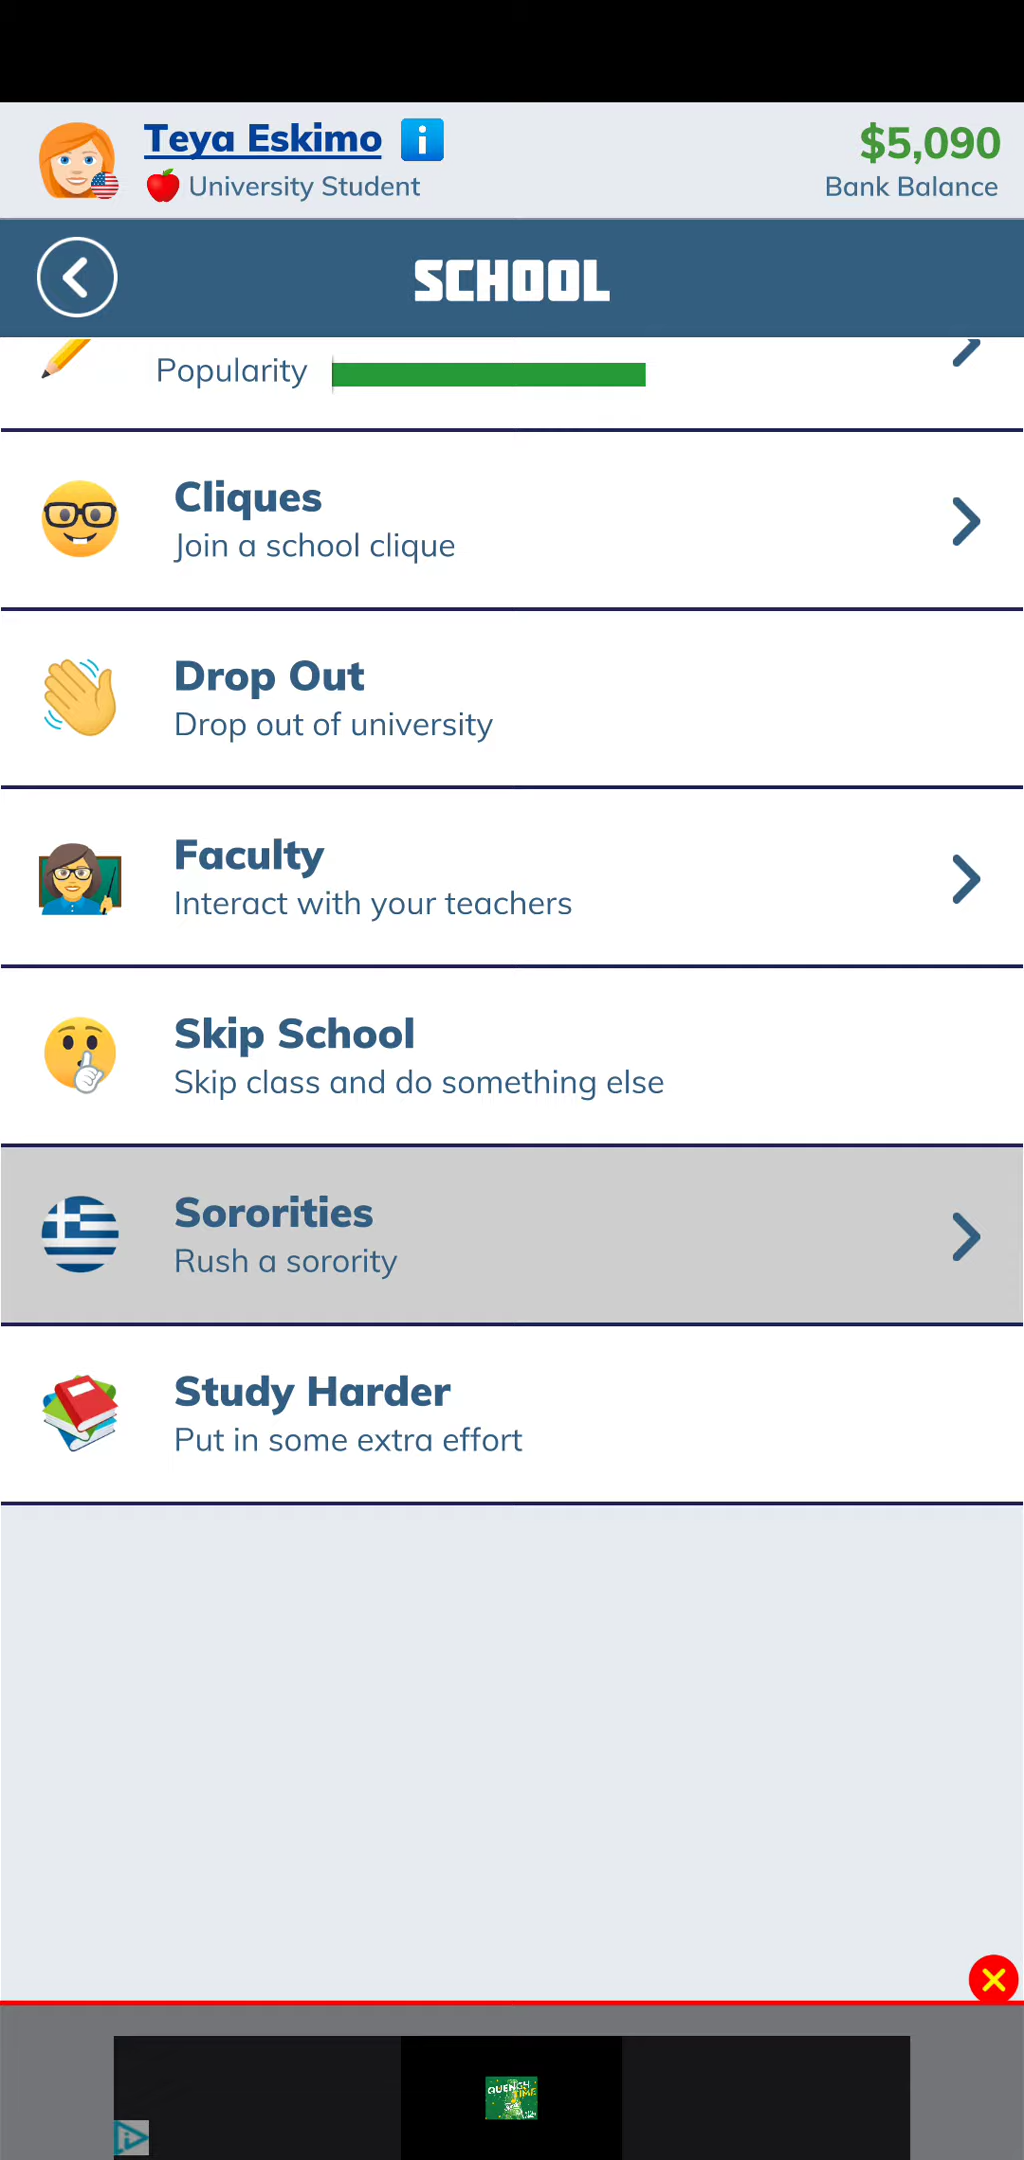 Teya Eskimo
$5,090
University Student
Bank Balance
SCHOOL
Popularity
Cliques
Join a school clique
Drop Out
Drop out of university
Faculty
Interact with your teachers
Skip School
Skip class and do something else
Sororities
Rush a sorority
Study Harder
Put in some extra effort
QUENCH
TIME